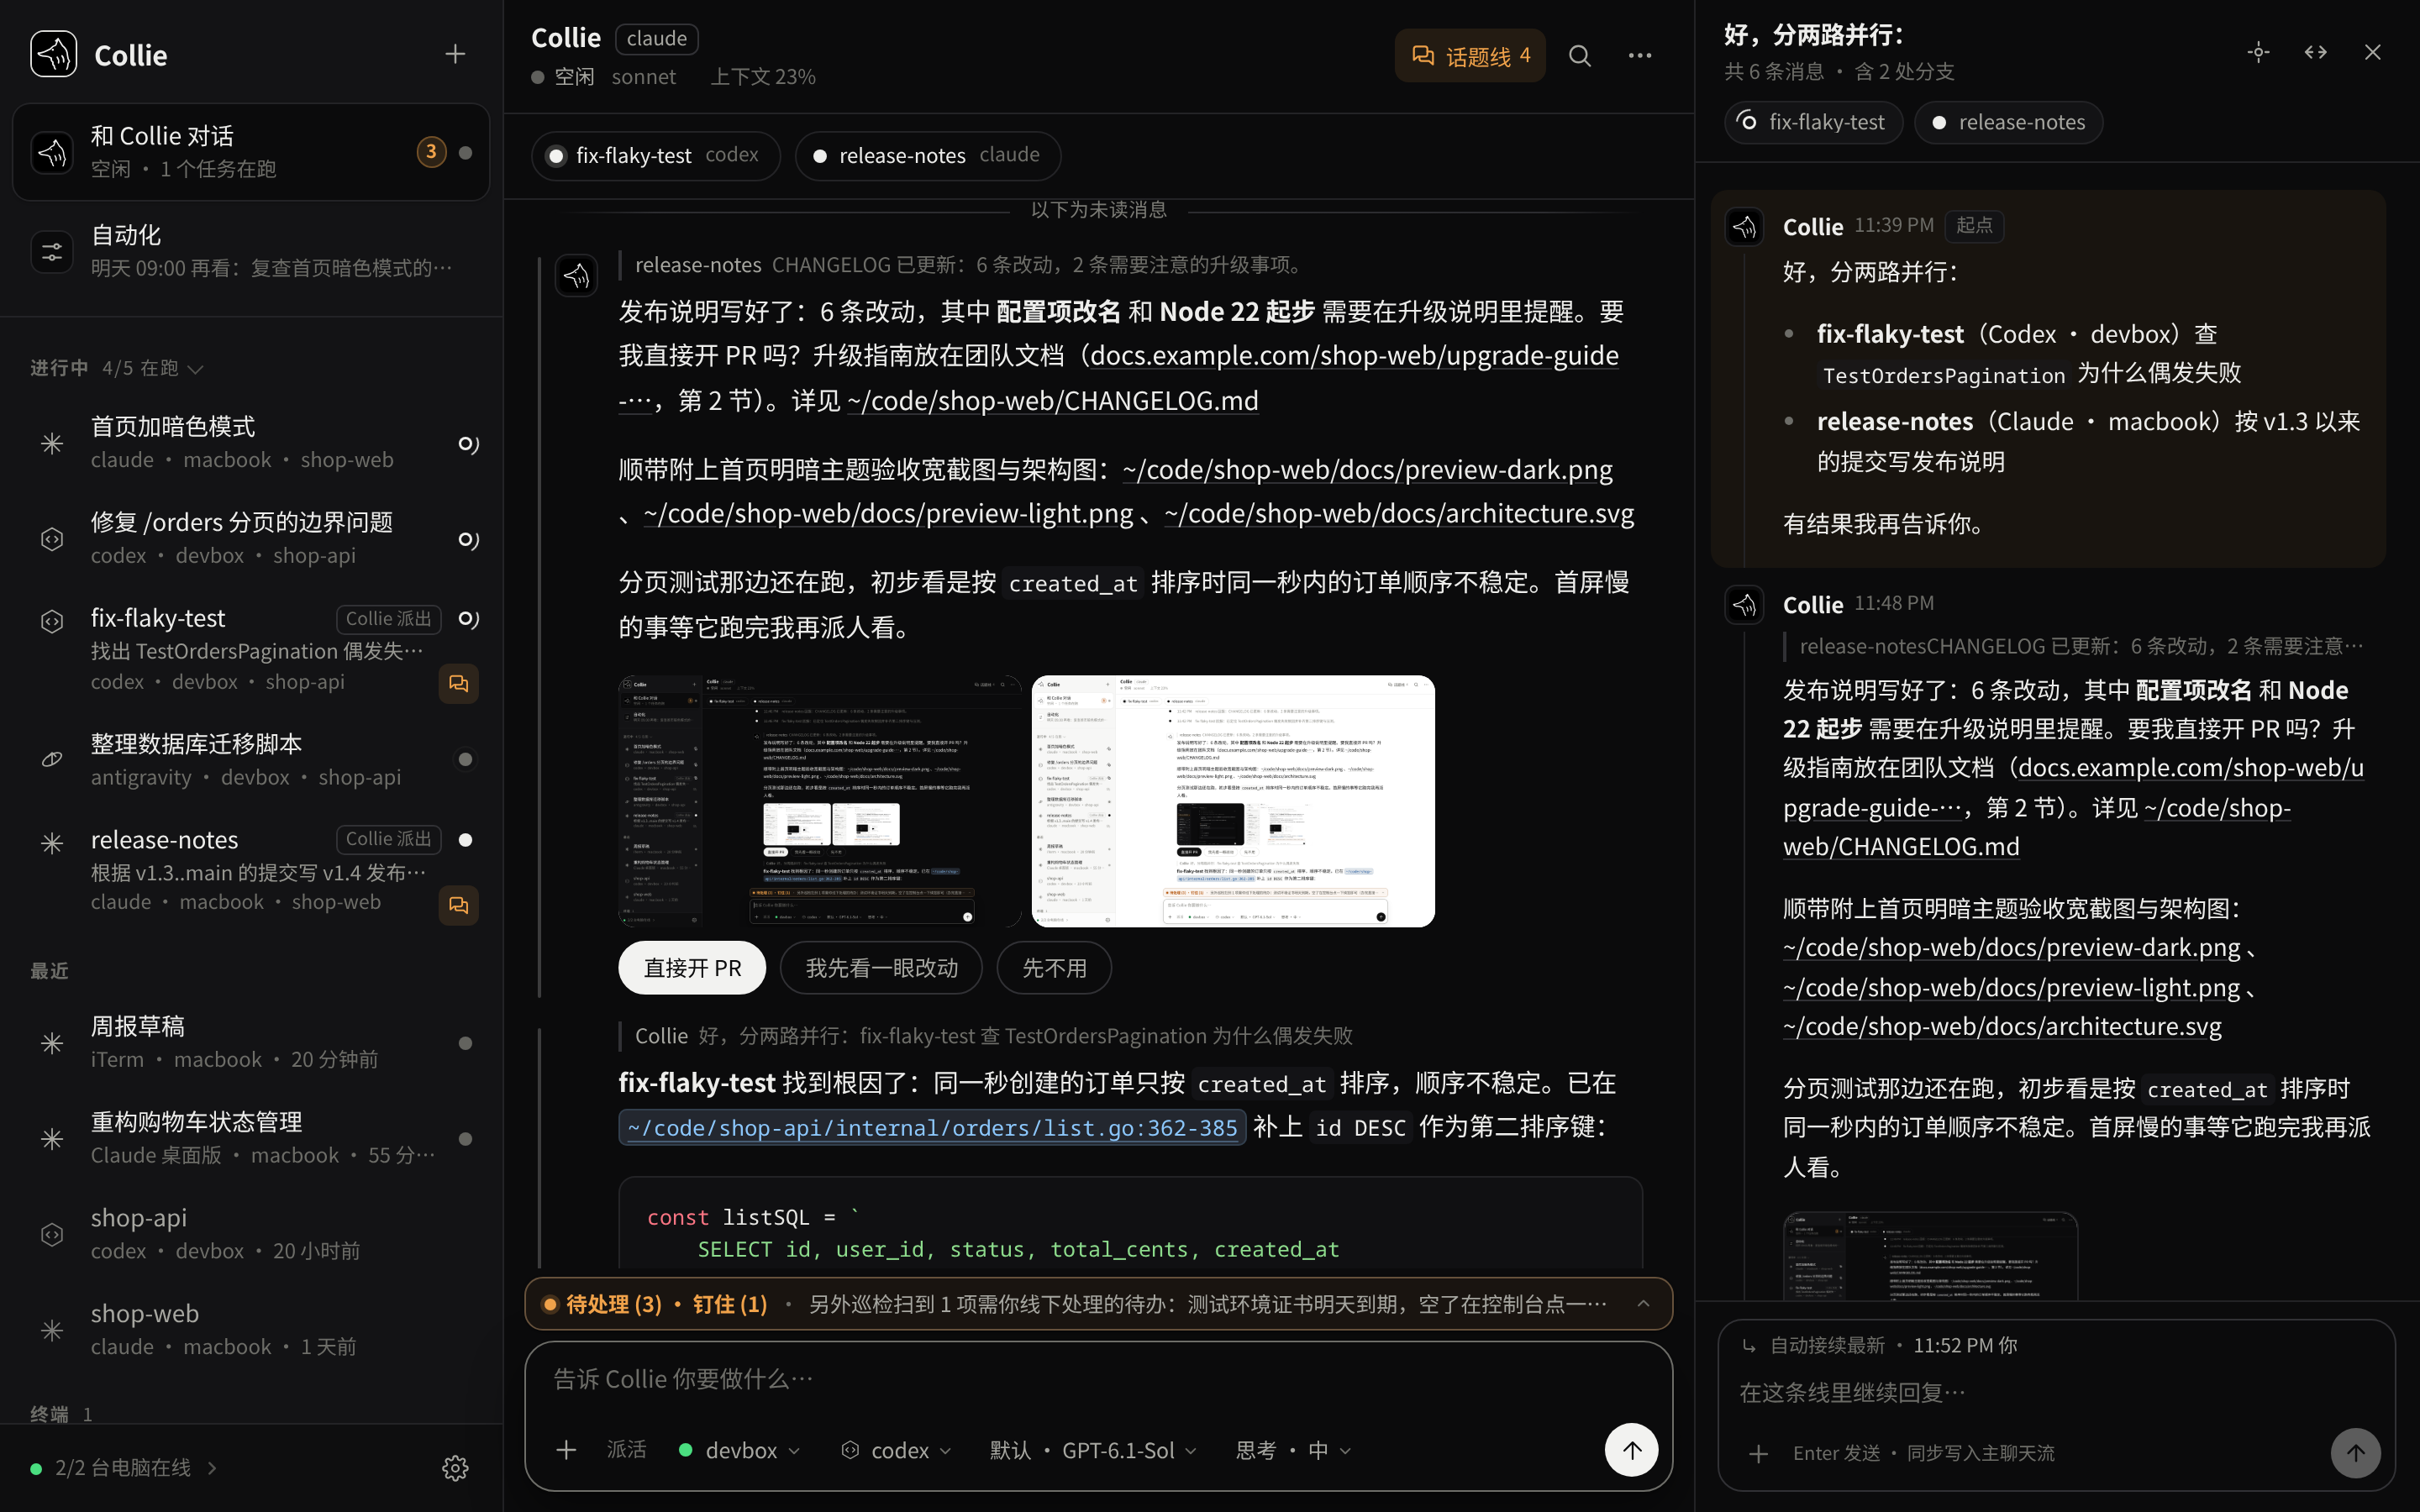 Collie
和 Collie 对话
空闲 • 1 个任务在跑
3
自动化
明天 09:00 再看：复查首页暗色模式的…
进行中 4/5 在跑
首页加暗色模式
claude • macbook • shop-web
修复 /orders 分页的边界问题
codex • devbox • shop-api
fix-flaky-test Collie 派出
找出 TestOrdersPagination 偶发失…
codex • devbox • shop-api
整理数据库迁移脚本
antigravity • devbox • shop-api
release-notes Collie 派出
根据 v1.3..main 的提交写 v1.4 发布…
claude • macbook • shop-web
最近
周报草稿
iTerm • macbook • 20 分钟前
重构购物车状态管理
Claude 桌面版 • macbook • 55 分…
shop-api
codex • devbox • 20 小时前
shop-web
claude • macbook • 1 天前
终端 1
2/2 台电脑在线
Collie claude
空闲 sonnet 上下文 23%
话题线 4
fix-flaky-test codex
release-notes claude
以下为未读消息
release-notes CHANGELOG 已更新：6 条改动，2 条需要注意的升级事项。
发布说明写好了：6 条改动，其中 配置项改名 和 Node 22 起步 需要在升级说明里提醒。要
我直接开 PR 吗？升级指南放在团队文档（docs.example.com/shop-web/upgrade-guide
-…，第 2 节）。详见 ~/code/shop-web/CHANGELOG.md
顺带附上首页明暗主题验收宽截图与架构图：~/code/shop-web/docs/preview-dark.png
、~/code/shop-web/docs/preview-light.png 、~/code/shop-web/docs/architecture.svg
分页测试那边还在跑，初步看是按 created_at 排序时同一秒内的订单顺序不稳定。首屏慢
的事等它跑完我再派人看。
直接开 PR
我先看一眼改动
先不用
Collie 好，分两路并行：fix-flaky-test 查 TestOrdersPagination 为什么偶发失败
fix-flaky-test 找到根因了：同一秒创建的订单只按 created_at 排序，顺序不稳定。已在
~/code/shop-api/internal/orders/list.go:362-385 补上 id DESC 作为第二排序键：
const listSQL = `
SELECT id, user_id, status, total_cents, created_at
待处理 (3) • 钉住 (1) • 另外巡检扫到 1 项需你线下处理的待办：测试环境证书明天到期，空了在控制台点一…
告诉 Collie 你要做什么…
派活 devbox codex 默认 • GPT-6.1-Sol 思考 • 中
好，分两路并行：
共 6 条消息 • 含 2 处分支
fix-flaky-test
release-notes
Collie 11:39 PM 起点
好，分两路并行：
• fix-flaky-test（Codex • devbox）查
TestOrdersPagination 为什么偶发失败
• release-notes（Claude • macbook）按 v1.3 以来
的提交写发布说明
有结果我再告诉你。
Collie 11:48 PM
release-notesCHANGELOG 已更新：6 条改动，2 条需要注意…
发布说明写好了：6 条改动，其中 配置项改名 和 Node
22 起步 需要在升级说明里提醒。要我直接开 PR 吗？升
级指南放在团队文档（docs.example.com/shop-web/u
pgrade-guide-…，第 2 节）。详见 ~/code/shop-
web/CHANGELOG.md
顺带附上首页明暗主题验收宽截图与架构图：
~/code/shop-web/docs/preview-dark.png 、
~/code/shop-web/docs/preview-light.png 、
~/code/shop-web/docs/architecture.svg
分页测试那边还在跑，初步看是按 created_at 排序时
同一秒内的订单顺序不稳定。首屏慢的事等它跑完我再派
人看。
自动接续最新 • 11:52 PM 你
在这条线里继续回复…
Enter 发送 • 同步写入主聊天流